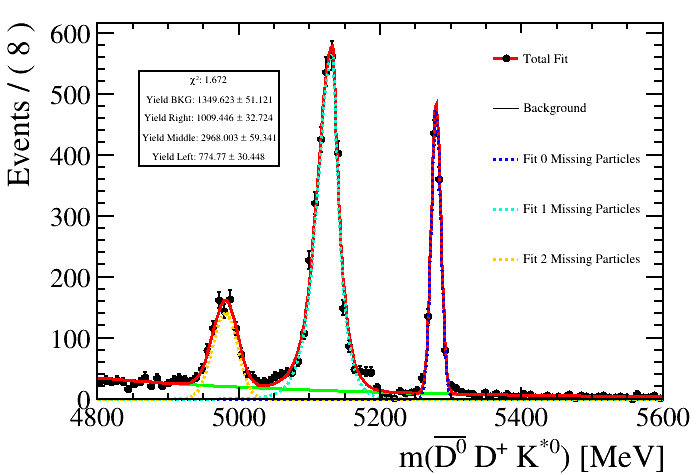 Events / ( 8 )
600
500
400
300
200
100
0
χ²: 1.672
Yield BKG: 1349.623 ± 51.121
Yield Right: 1009.446 ± 32.724
Yield Middle: 2968.003 ± 59.341
Yield Left: 774.77 ± 30.448
Total Fit
Background
Fit 0 Missing Particles
Fit 1 Missing Particles
Fit 2 Missing Particles
4800 5000 5200 5400 5600
m(D̅⁰ D⁺ K*⁰) [MeV]